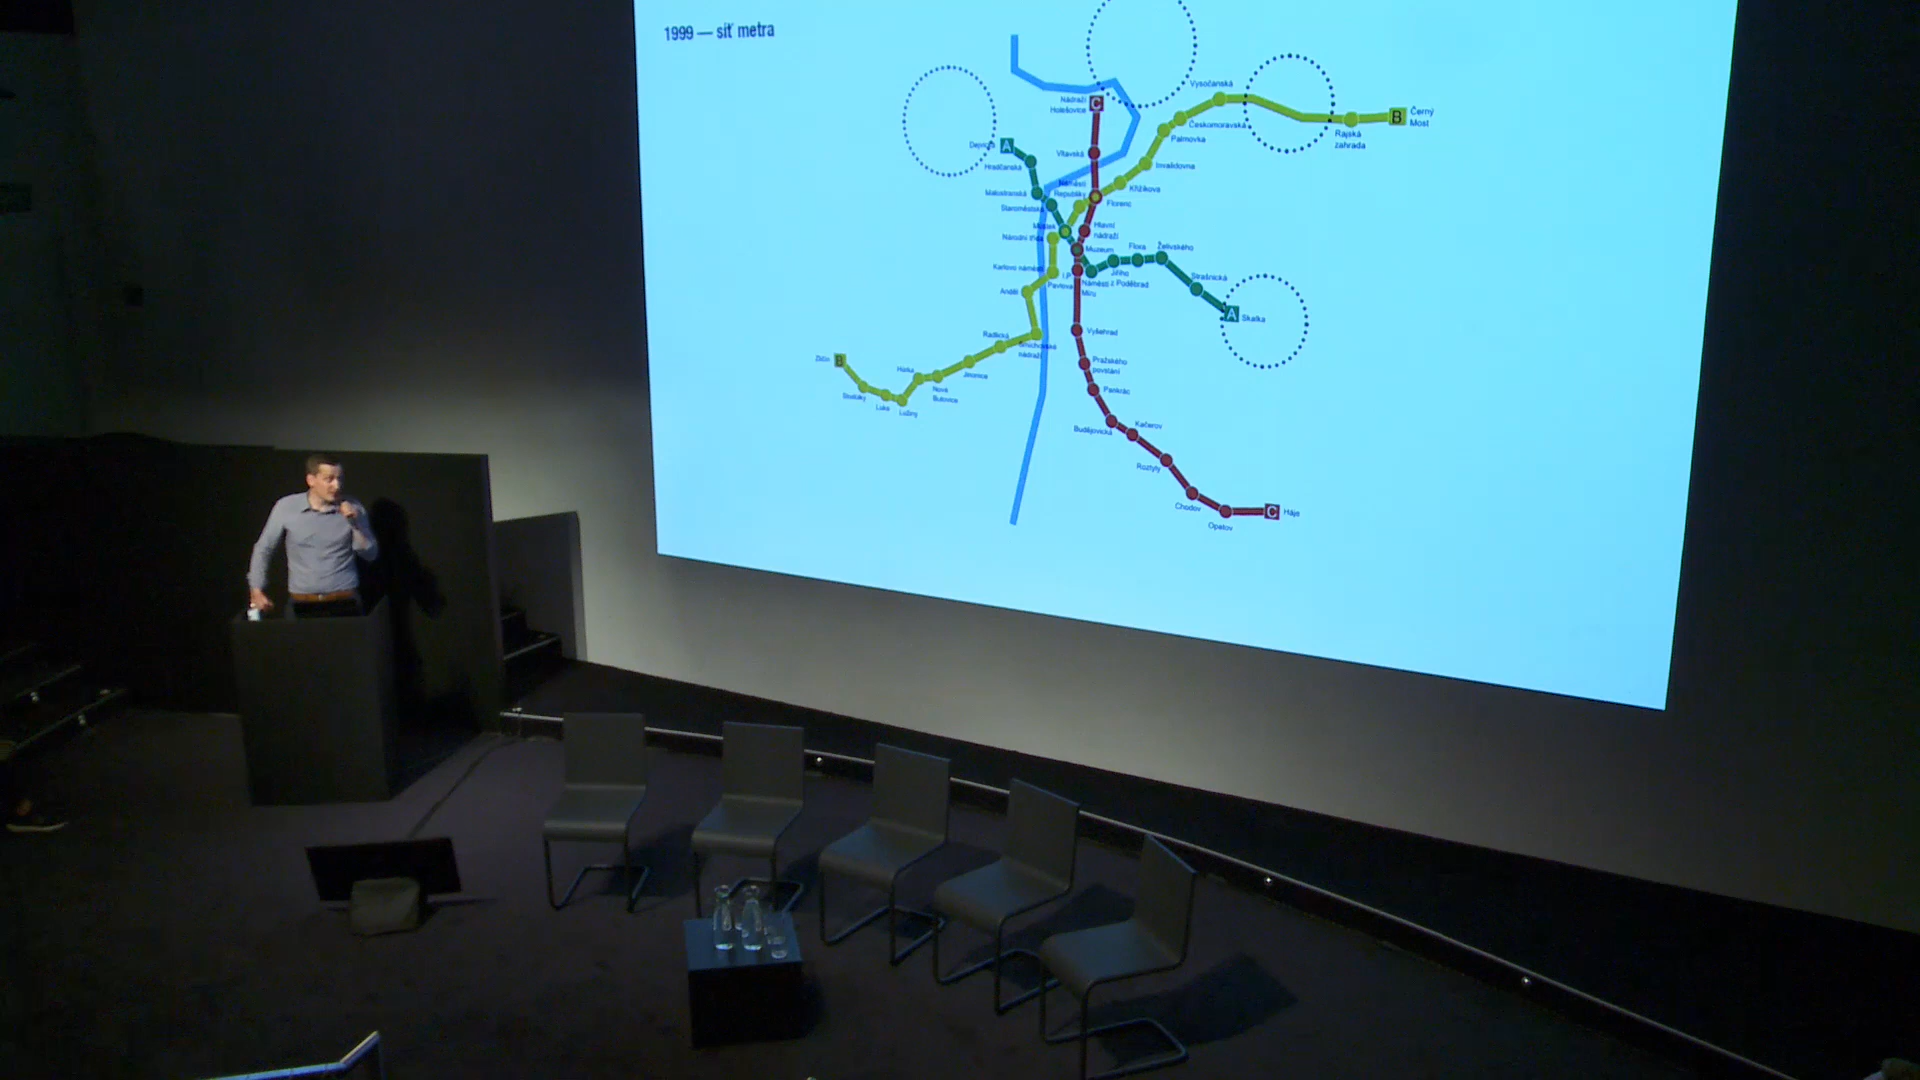 1999 — síť metra
Vysočanská
Nádraží
Holešovice
C
B
Černý
Most
Českomoravská
Rajská
zahrada
Palmovka
A
Vltavská
Invalidovna
Hradčanská
Křižíkova
Malostranská
Náměstí
Republiky
Florenc
Staroměstská
Můstek
Hlavní
nádraží
Národní třída
Muzeum
Flora
Želivského
Karlovo náměstí
I.P.
Pavlova
Náměstí
Míru
Jiřího
z Poděbrad
Strašnická
Anděl
A
Skalka
Radlická
Smíchovské
nádraží
Vyšehrad
Zličín
B
Hůrka
Jinonice
Pražského
povstání
Stodůlky
Luka
Lužiny
Nové
Butovice
Pankrác
Budějovická
Kačerov
Roztyly
Chodov
Opatov
C
Háje